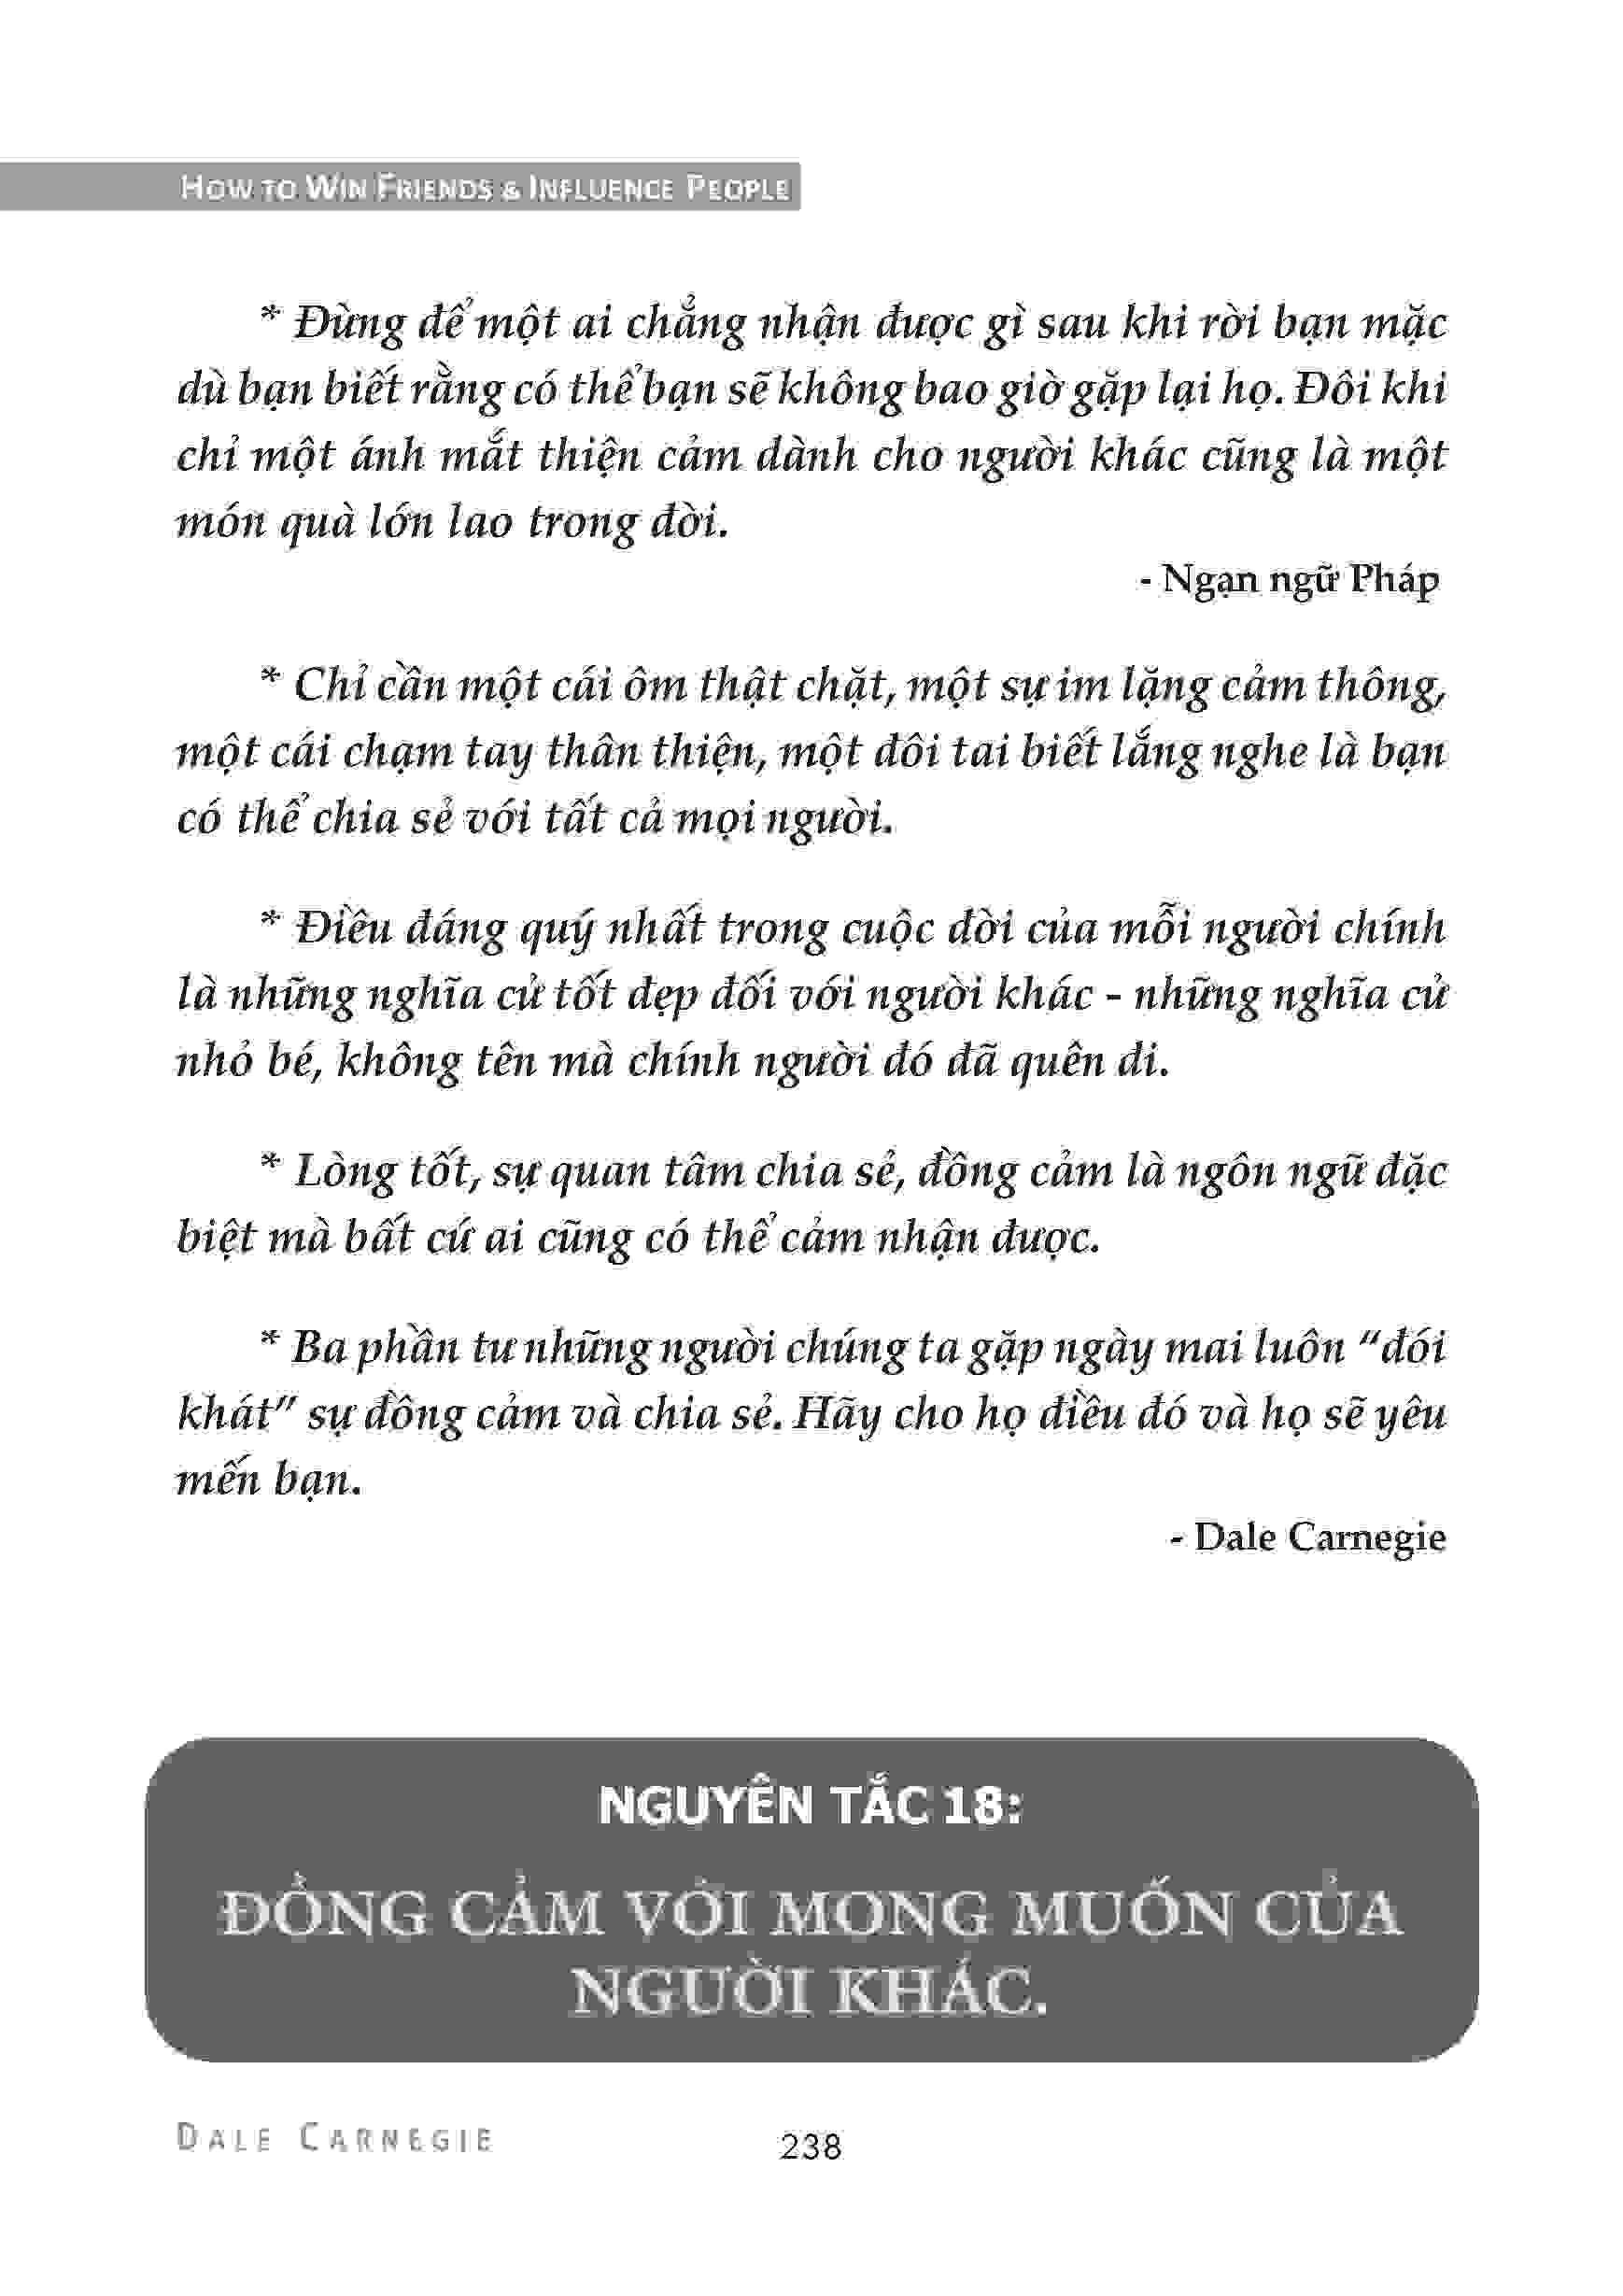 HOW TO WIN FRIENDS & INFLUENCE PEOPLE
* Đừng để một ai chẳng nhận được gì sau khi rời bạn mặc
dù bạn biết rằng có thể bạn sẽ không bao giờ gặp lại họ. Đôi khi
chỉ một ánh mắt thiện cảm dành cho người khác cũng là một
món quà lớn lao trong đời.
- Ngạn ngữ Pháp
* Chỉ cần một cái ôm thật chặt, một sự im lặng cảm thông,
một cái chạm tay thân thiện, một đôi tai biết lắng nghe là bạn
có thể chia sẻ với tất cả mọi người.
* Điều đáng quý nhất trong cuộc đời của mỗi người chính
là những nghĩa cử tốt đẹp đối với người khác - những nghĩa cử
nhỏ bé, không tên mà chính người đó đã quên đi.
* Lòng tốt, sự quan tâm chia sẻ, đồng cảm là ngôn ngữ đặc
biệt mà bất cứ ai cũng có thể cảm nhận được.
* Ba phần tư những người chúng ta gặp ngày mai luôn “đói
khát” sự đồng cảm và chia sẻ. Hãy cho họ điều đó và họ sẽ yêu
mến bạn.
- Dale Carnegie
NGUYÊN TẮC 18:
ĐỒNG CẢM VỚI MONG MUỐN CỦA
NGƯỜI KHÁC.
DALE CARNEGIE
238